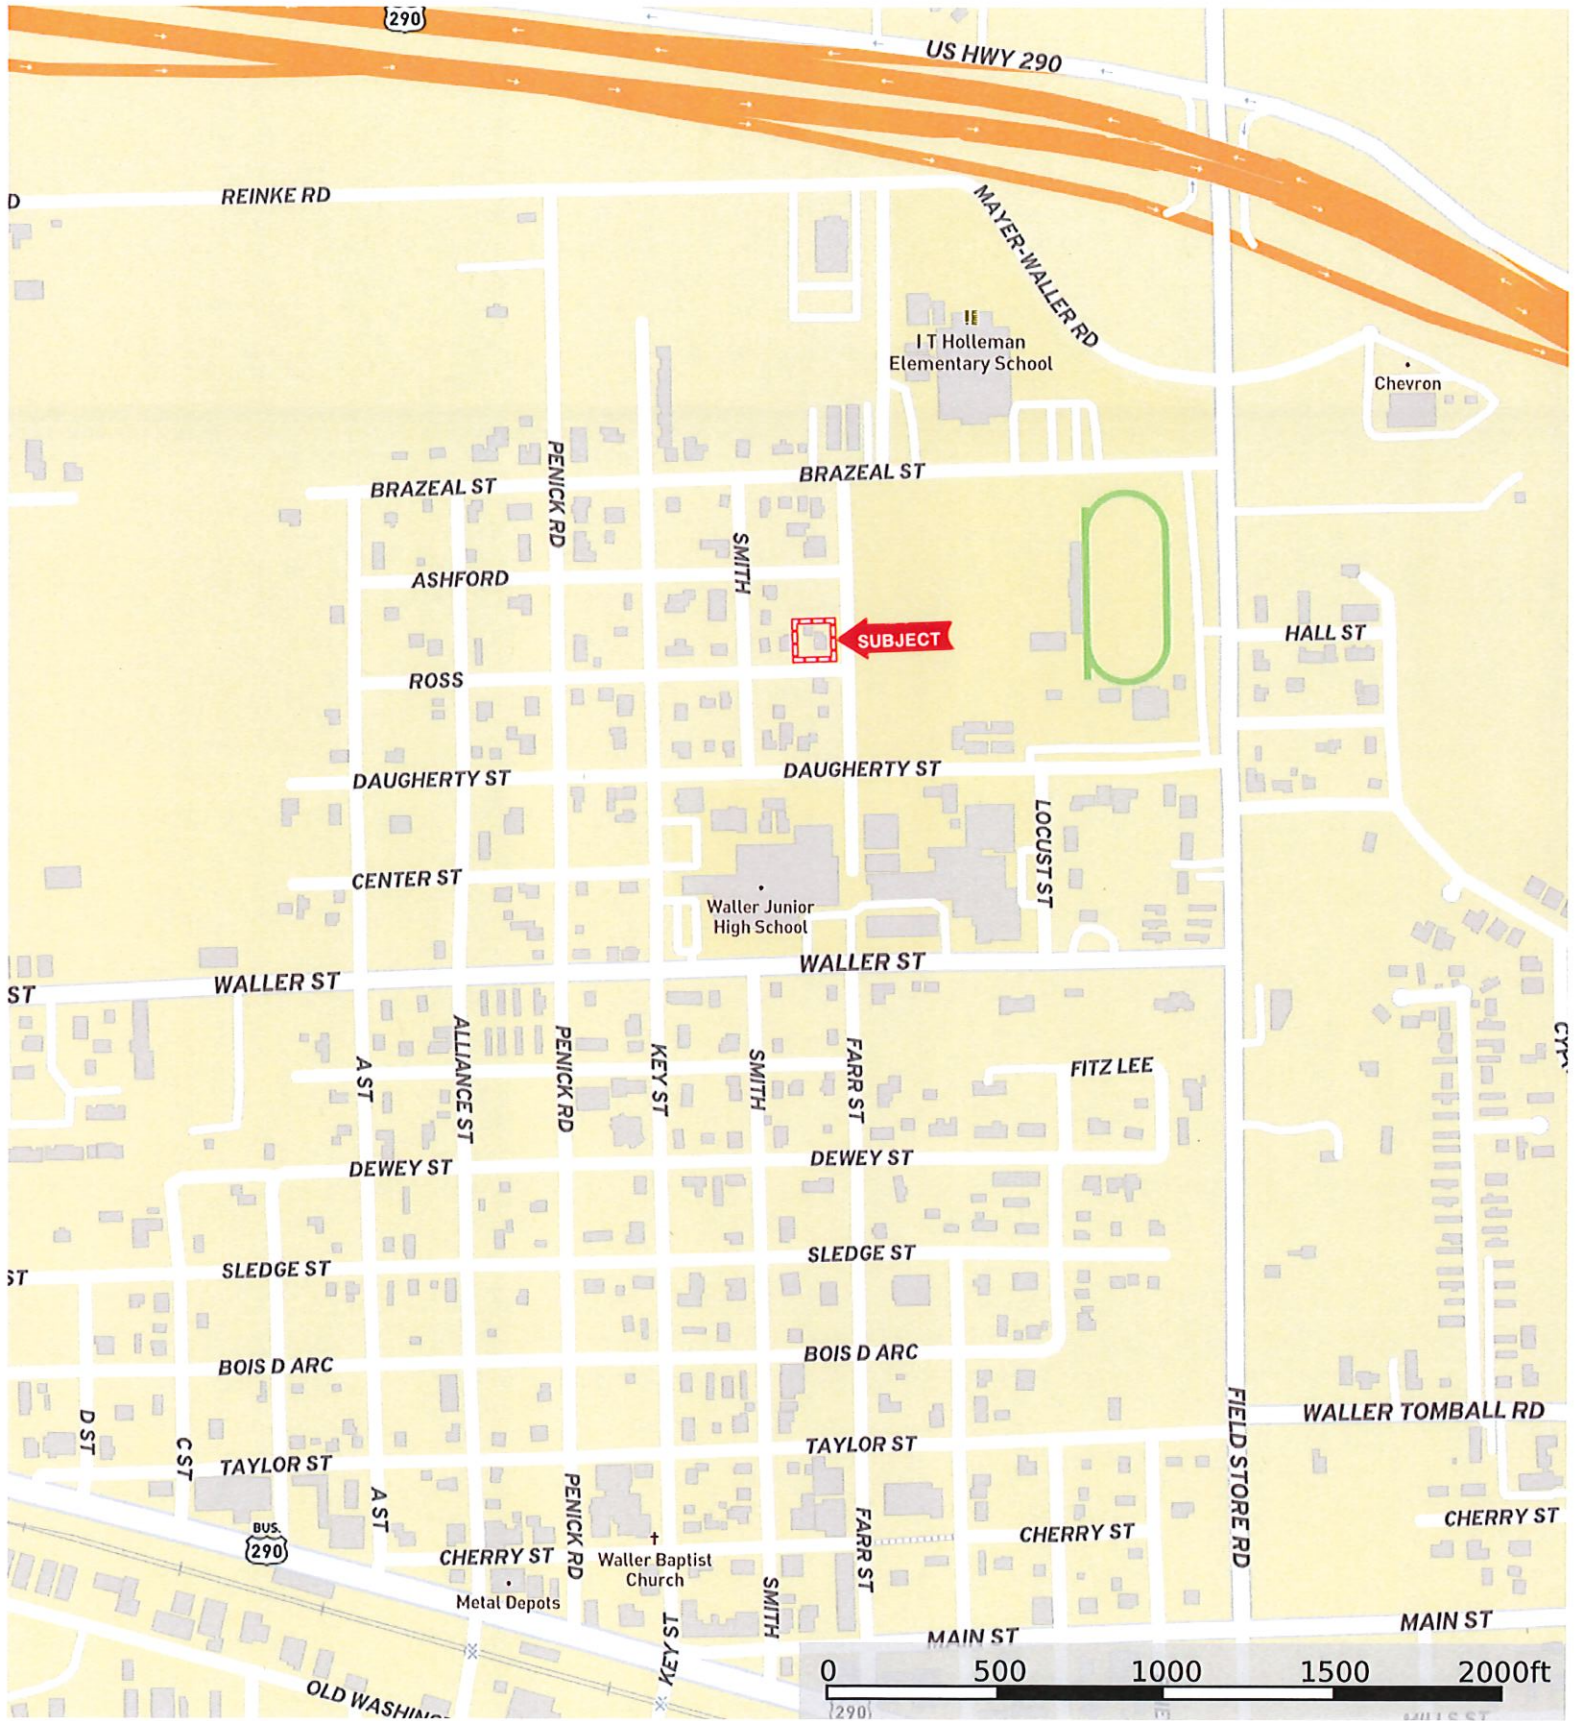 290
US HWY 290
D
REINKE RD
MAYER-WALLER RD
I T Holleman
Elementary School
Chevron
PENICK RD
BRAZEAL ST
BRAZEAL ST
SMITH
ASHFORD
SUBJECT
HALL ST
ROSS
DAUGHERTY ST
DAUGHERTY ST
LOCUST ST
CENTER ST
Waller Junior
High School
WALLER ST
WALLER ST
ST
A ST
ALLIANCE ST
PENICK RD
KEY ST
SMITH
FARR ST
FITZ LEE
DEWEY ST
DEWEY ST
SLEDGE ST
SLEDGE ST
ST
BOIS D ARC
BOIS D ARC
D ST
C ST
FIELD STORE RD
WALLER TOMBALL RD
TAYLOR ST
TAYLOR ST
A ST
PENICK RD
FARR ST
BUS.
290
CHERRY ST
CHERRY ST
CHERRY ST
Waller Baptist
Church
Metal Depots
SMITH
KEY ST
MAIN ST
MAIN ST
0 500 1000 1500 2000ft
(290)